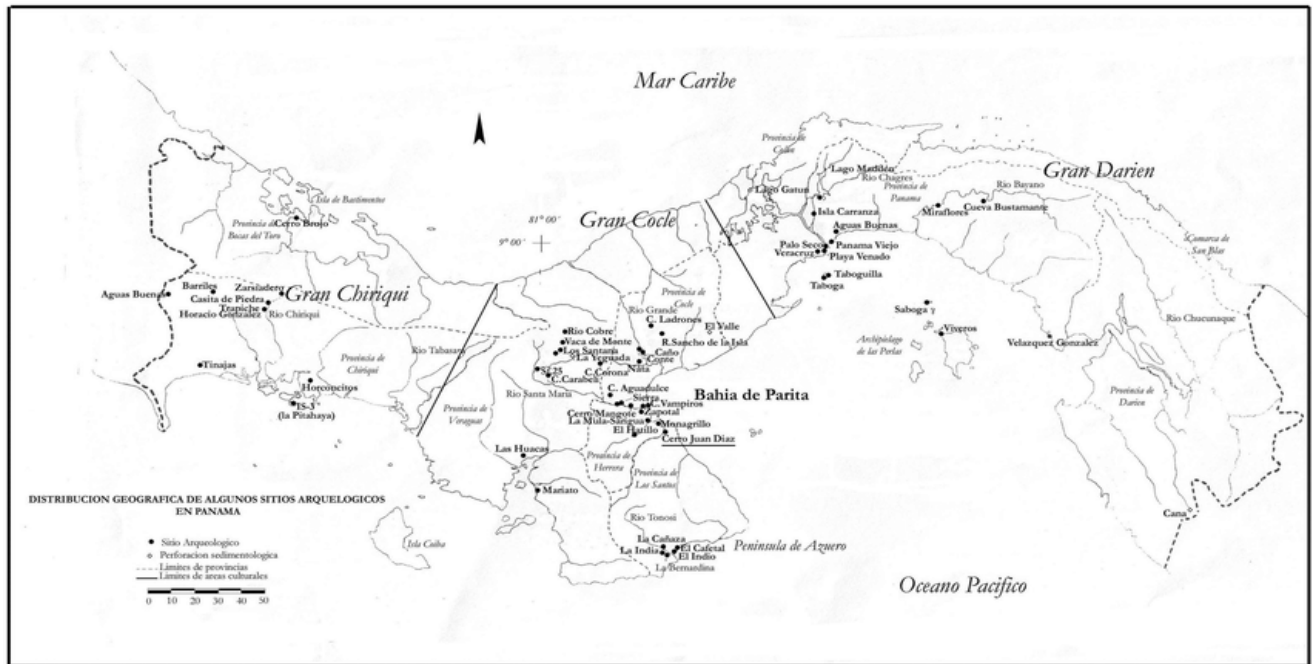 Mar Caribe
Provincia de
Colón
Lago Gatun
Lago Madden
Rio Chagres
Provincia de
Panama
Gran Darien
Rio Bayano
Miraflores
Cueva Bustamante
Isla Carranza
Aguas Buenas
Palo Seco
Panama Viejo
Veracruz
Playa Venado
Taboguilla
Taboga
Comarca de
San Blas
Isla de Bastimentos
Provincia de
Bocas del Toro
Cerro Brujo
81° 00´
9° 00´
Gran Cocle
Aguas Buenas
Barriles
Zarsiadero
Casita de Piedra
Trapiche
Horacio Gonzalez
Gran Chiriqui
Rio Chiriqui
Provincia de
Cocle
Rio Grande
C. Ladrones
El Valle
R.Sancho de la Isla
Saboga
Viveros
Archipielago
de las Perlas
Velazquez Gonzalez
Rio Chucunaque
Rio Tabasara
Rio Cobre
Vaca de Monte
Los Santana
La Yeguada
C.Corona
Caño
Conte
Nata
SF25
C.Carabeli
Tinajas
Provincia de
Chiriqui
Horconcitos
IS-3
(la Pitahaya)
Rio Santa Maria
C. Aguadulce
Sierra
C.Vampiros
Cerro Mangote
Zapotal
La Mula-Sarigua
Monagrillo
El Hatillo
Cerro Juan Diaz
Bahia de Parita
Provincia de
Darien
Provincia de
Veraguas
Las Huacas
Provincia de
Herrera
Provincia de
Los Santos
Mariato
Cana
Isla Coiba
Rio Tonosi
La Cañaza
La India
El Cafetal
El Indio
La Bernardina
Peninsula de Azuero
Oceano Pacifico
DISTRIBUCION GEOGRAFICA DE ALGUNOS SITIOS ARQUELOGICOS
EN PANAMA
Sitio Arqueologico
Perforacion sedimentologica
Limites de provincias
Limites de areas culturales
0 10 20 30 40 50